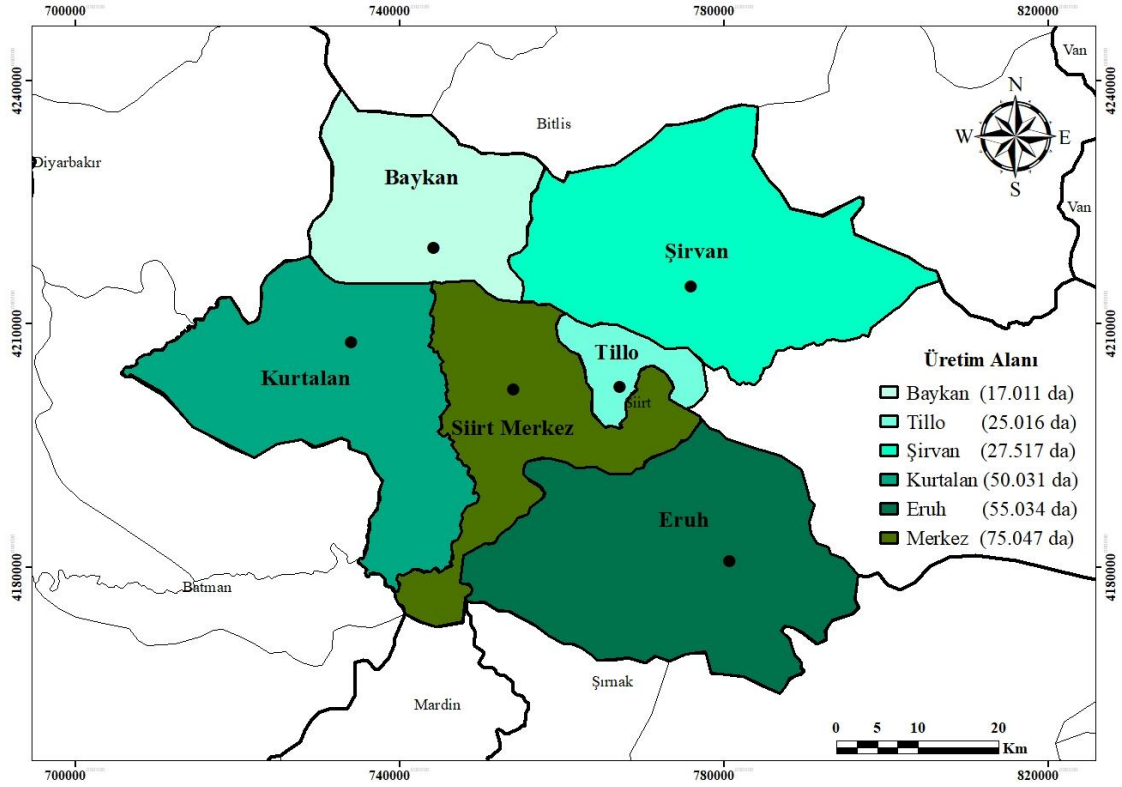 700000 740000 780000 820000
4240000 4240000
4210000 4210000
4180000 4180000
Van
Bitlis
N
W E
S
Diyarbakır
Baykan
Van
Şirvan
Tillo
Kurtalan
Siirt
Siirt Merkez
Üretim Alanı
Baykan (17.011 da)
Tillo (25.016 da)
Şirvan (27.517 da)
Kurtalan (50.031 da)
Eruh (55.034 da)
Merkez (75.047 da)
Eruh
Batman
Şırnak
Mardin
0 5 10 20
Km
700000 740000 780000 820000